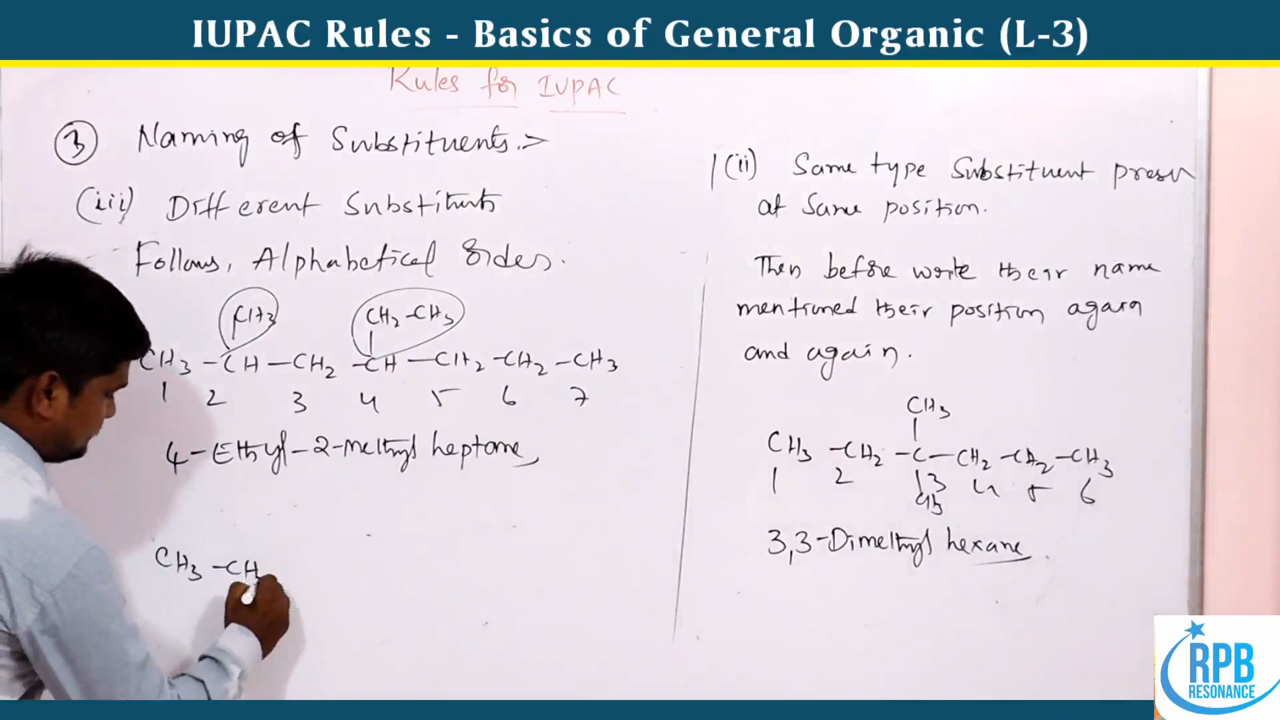 IUPAC Rules - Basics of General Organic (L-3)
Rules for IUPAC
3 Naming of Substituents:->
(iii) Different Substituents
Follows, Alphabetical Order.
CH3 CH2-CH3
CH3-CH-CH2-CH-CH2-CH2-CH3
1 2 3 4 5 6 7
4-Ethyl-2-Methyl heptane
CH3-CH
(ii) Same type Substituent present
at Same position.
Then before write their name
mentioned their position again
and again.
CH3
CH3-CH2-C-CH2-CH2-CH3
1 2 3 4 5 6
CH3
3,3-Dimethyl hexane.
RPB
RESONANCE